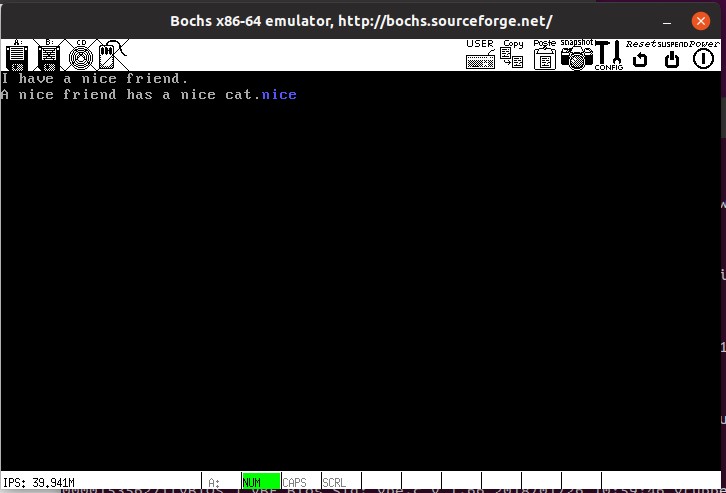 Bochs x86-64 emulator, http://bochs.sourceforge.net/
A: B: CD USER Copy Paste snapshot CONFIG Reset SUSPEND Power
I have a nice friend.
A nice friend has a nice cat.nice
IPS: 39.941M A: NUM CAPS SCRL